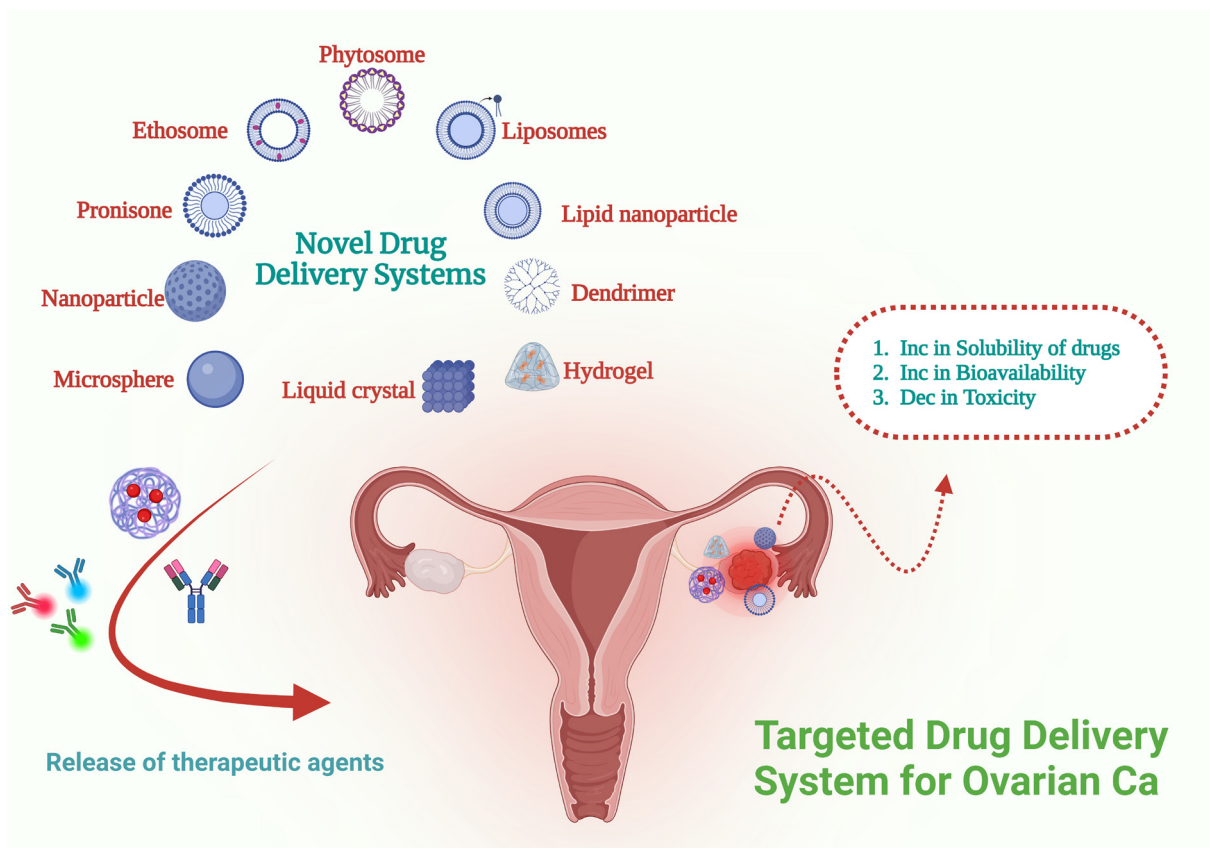 Phytosome
Ethosome
Liposomes
Pronisone
Lipid nanoparticle
Novel Drug
Delivery Systems
Nanoparticle
Dendrimer
Microsphere
Liquid crystal
Hydrogel
1. Inc in Solubility of drugs
2. Inc in Bioavailability
3. Dec in Toxicity
Release of therapeutic agents
Targeted Drug Delivery
System for Ovarian Ca